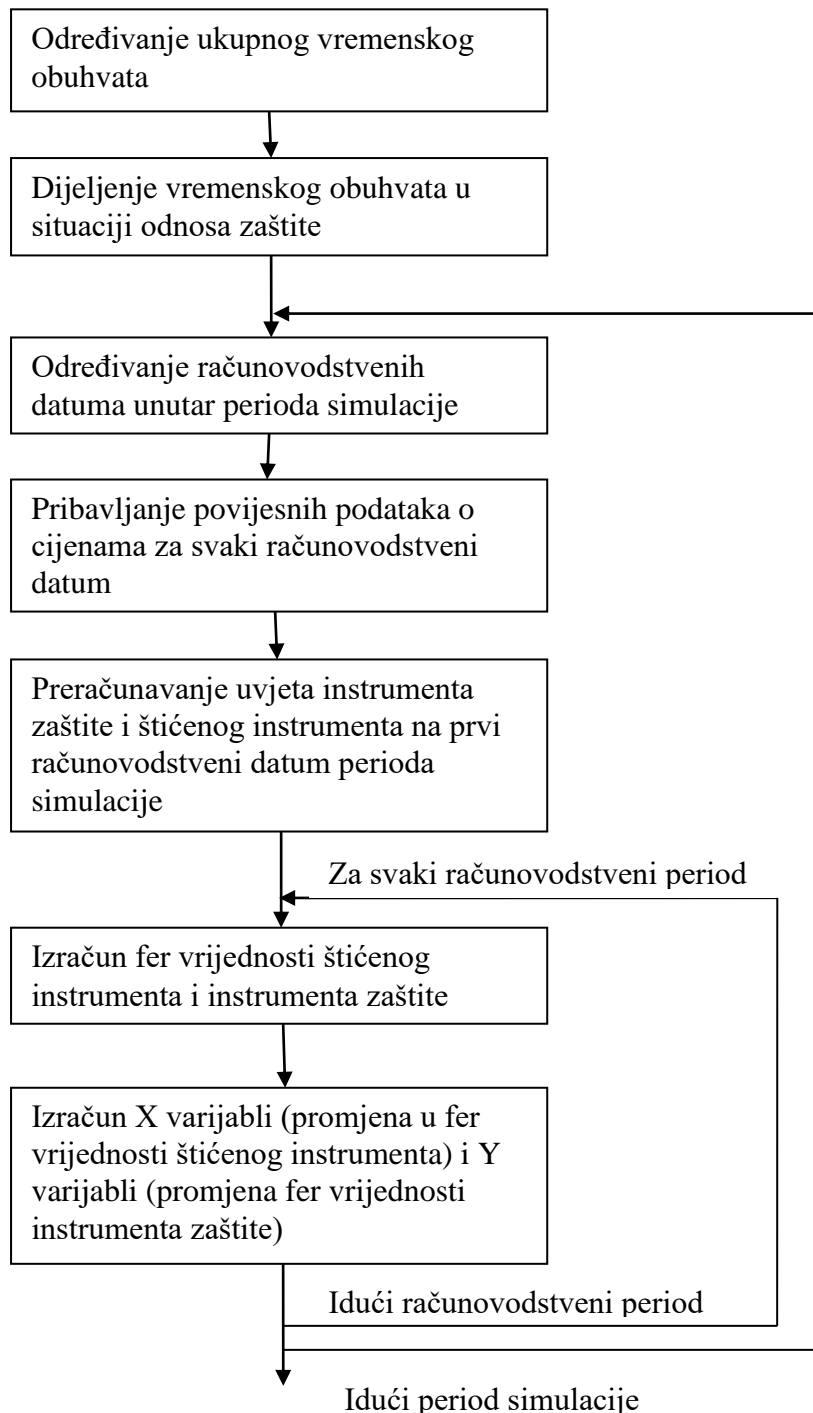 Određivanje ukupnog vremenskog
obuhvata
Dijeljenje vremenskog obuhvata u
situaciji odnosa zaštite
Određivanje računovodstvenih
datuma unutar perioda simulacije
Pribavljanje povijesnih podataka o
cijenama za svaki računovodstveni
datum
Preračunavanje uvjeta instrumenta
zaštite i štićenog instrumenta na prvi
računovodstveni datum perioda
simulacije
Za svaki računovodstveni period
Izračun fer vrijednosti štićenog
instrumenta i instrumenta zaštite
Izračun X varijabli (promjena u fer
vrijednosti štićenog instrumenta) i Y
varijabli (promjena fer vrijednosti
instrumenta zaštite)
Idući računovodstveni period
Idući period simulacije